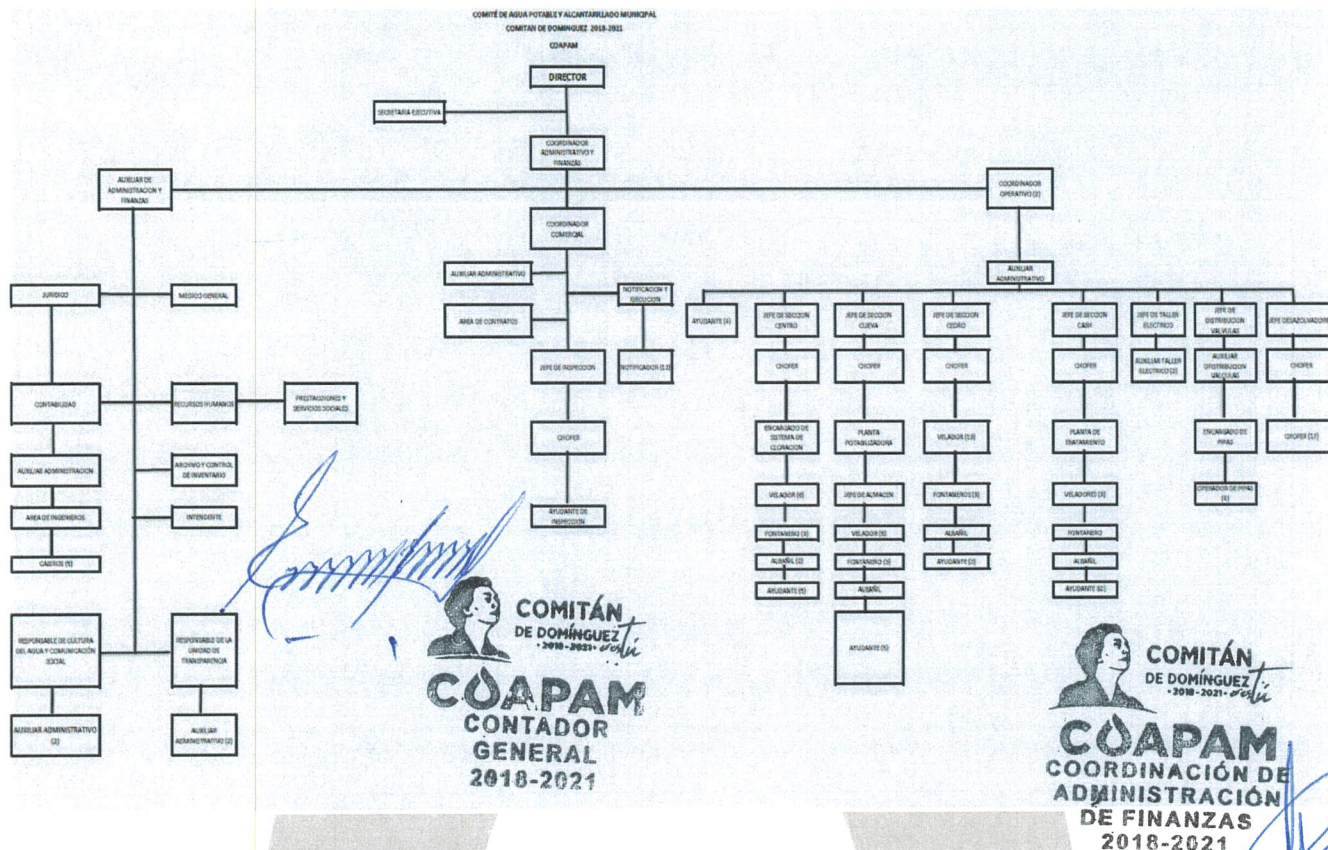 COMITÉ DE AGUA POTABLE Y ALCANTARILLADO MUNICIPAL
COMITAN DE DOMINGUEZ 2018-2021
COAPAM
DIRECTOR
SECRETARIA EJECUTIVA
COORDINADOR
ADMINISTRATIVO Y
FINANZAS
AUXILIAR DE
ADMINISTRACION Y
FINANZAS
COORDINADOR
OPERATIVO (2)
COORDINADOR
COMERCIAL
AUXILIAR ADMINISTRATIVO
NOTIFICACION Y
EJECUCION
AREA DE CONTRATOS
JEFE DE INSPECCION
NOTIFICADOR (11)
CHOFER
AYUDANTE DE
INSPECCION
AUXILIAR
ADMINISTRATIVO
JURIDICO
MEDICO GENERAL
CONTABILIDAD
RECURSOS HUMANOS
PRESTACIONES Y
SERVICIOS SOCIALES
AUXILIAR ADMINISTRACION
ARCHIVO Y CONTROL
DE INVENTARIO
AREA DE INGENIEROS
INTENDENTE
CAJEROS (5)
RESPONSABLE DE CULTURA
DEL AGUA Y COMUNICACIÓN
SOCIAL
RESPONSABLE DE LA
UNIDAD DE
TRANSPARENCIA
AUXILIAR ADMINISTRATIVO
(2)
AUXILIAR
ADMINISTRATIVO (2)
AYUDANTE (4)
JEFE DE SECCION
CENTRO
CHOFER
ENCARGADO DE
SISTEMA DE
CLORACION
VELADOR (6)
FONTANERO (3)
ALBAÑIL (2)
AYUDANTE (5)
JEFE DE SECCION
CUEVA
CHOFER
PLANTA
POTABILIZADORA
JEFE DE ALMACEN
VELADOR (5)
FONTANERO (3)
ALBAÑIL
AYUDANTE (5)
JEFE DE SECCION
CEDRO
CHOFER
VELADOR (10)
FONTANEROS (3)
ALBAÑIL
AYUDANTE (2)
JEFE DE SECCION
CASH
CHOFER
PLANTA DE
TRATAMIENTO
VELADORES (3)
FONTANERO
ALBAÑIL
AYUDANTE
JEFE DE TALLER
ELECTRICO
AUXILIAR TALLER
ELECTRICO (2)
JEFE DE
DISTRIBUCION
VALVULAS
AUXILIAR
DISTRIBUCION
VALVULAS
ENCARGADO DE
PIPAS
OPERADOR DE PIPAS
JEFE DESAZOLVADORES
CHOFER
CHOFER
COMITÁN
DE DOMÍNGUEZ
·2018-2021·
COAPAM
CONTADOR
GENERAL
2018-2021
COMITÁN
DE DOMÍNGUEZ
·2018-2021·
COAPAM
COORDINACIÓN DE
ADMINISTRACIÓN
DE FINANZAS
2018-2021